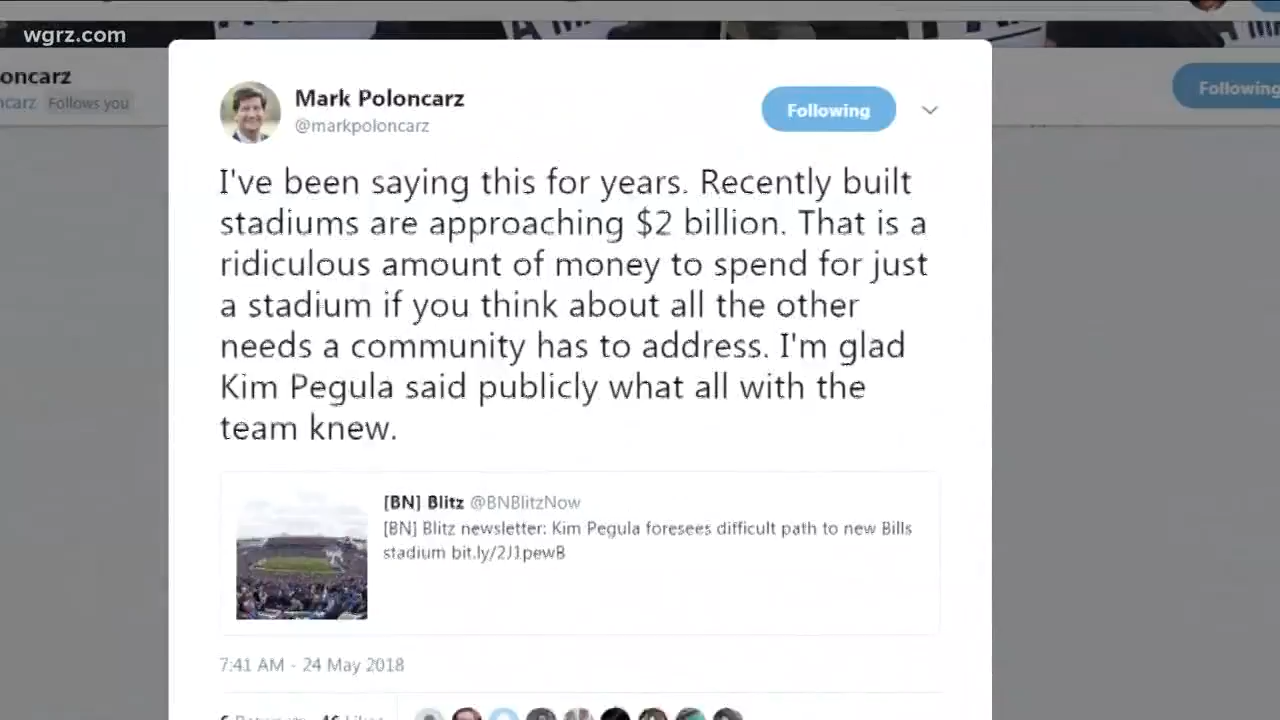 wgrz.com
oncarz
carz Follows you
Following
Mark Poloncarz
@markpoloncarz
Following
I've been saying this for years. Recently built
stadiums are approaching $2 billion. That is a
ridiculous amount of money to spend for just
a stadium if you think about all the other
needs a community has to address. I'm glad
Kim Pegula said publicly what all with the
team knew.
[BN] Blitz @BNBlitzNow
[BN] Blitz newsletter: Kim Pegula foresees difficult path to new Bills
stadium bit.ly/2J1pewB
7:41 AM - 24 May 2018